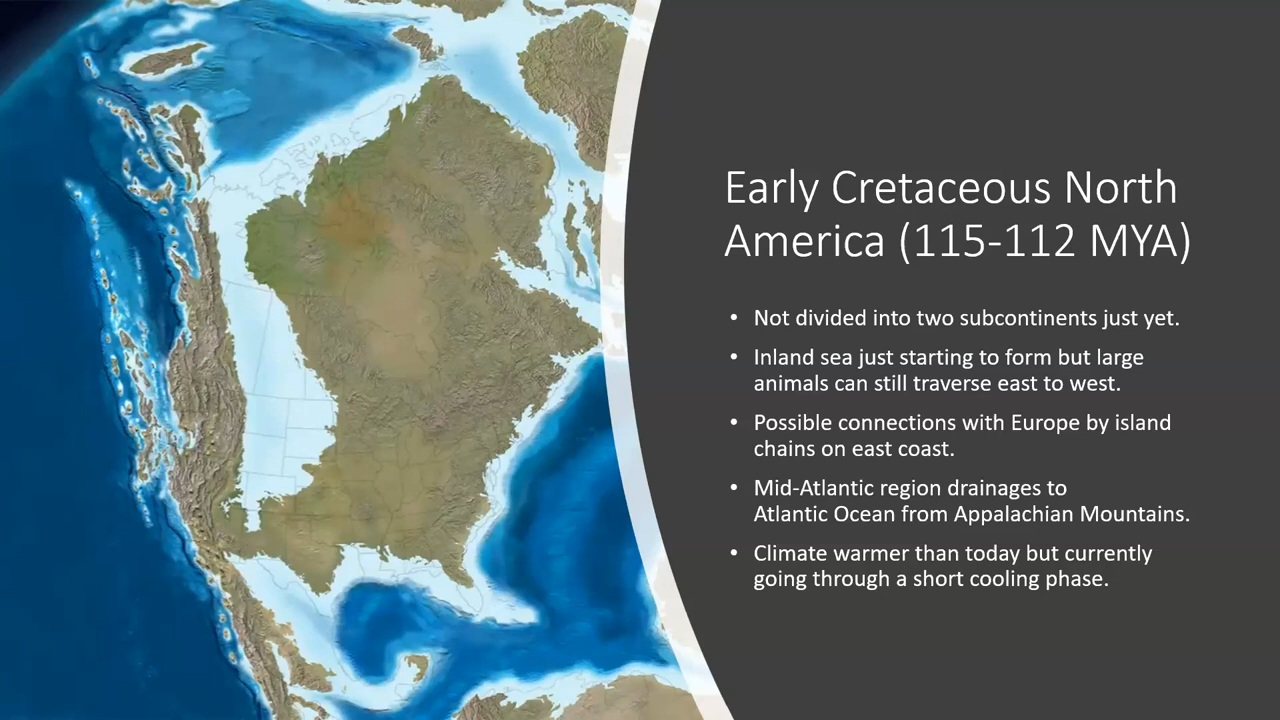 Early Cretaceous North
America (115-112 MYA)
• Not divided into two subcontinents just yet.
• Inland sea just starting to form but large
animals can still traverse east to west.
• Possible connections with Europe by island
chains on east coast.
• Mid-Atlantic region drainages to
Atlantic Ocean from Appalachian Mountains.
• Climate warmer than today but currently
going through a short cooling phase.